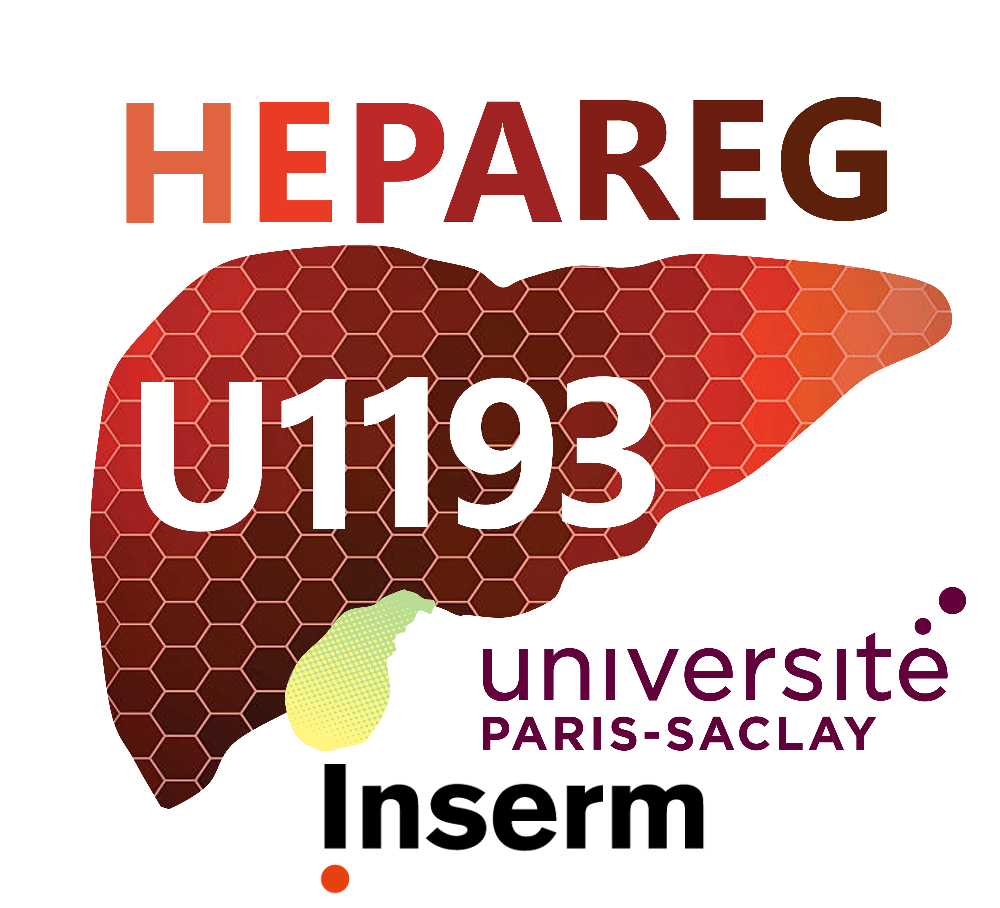 HEPAREG
U1193
université
PARIS-SACLAY
Inserm